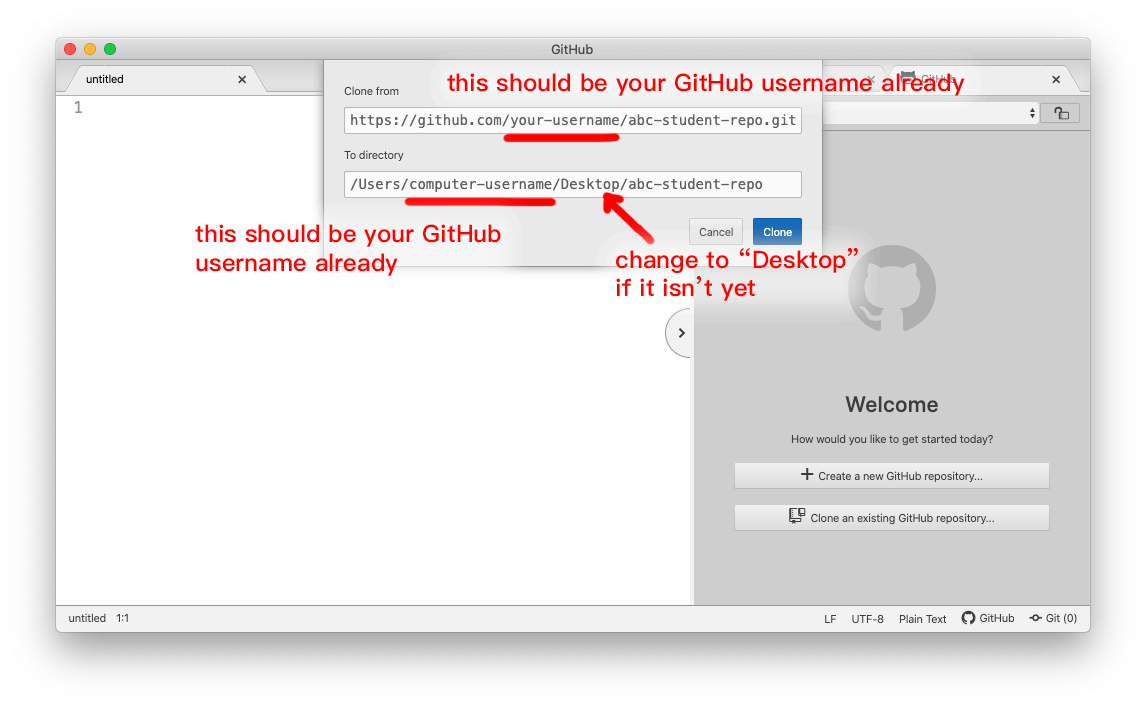 GitHub
untitled
GitHub
this should be your GitHub username already
Clone from
https://github.com/your-username/abc-student-repo.git
1
To directory
/Users/computer-username/Desktop/abc-student-repo
Cancel
Clone
this should be your GitHub
username already
change to “Desktop”
if it isn’t yet
Welcome
How would you like to get started today?
Create a new GitHub repository...
Clone an existing GitHub repository...
untitled 1:1
LF UTF-8 Plain Text GitHub Git (0)